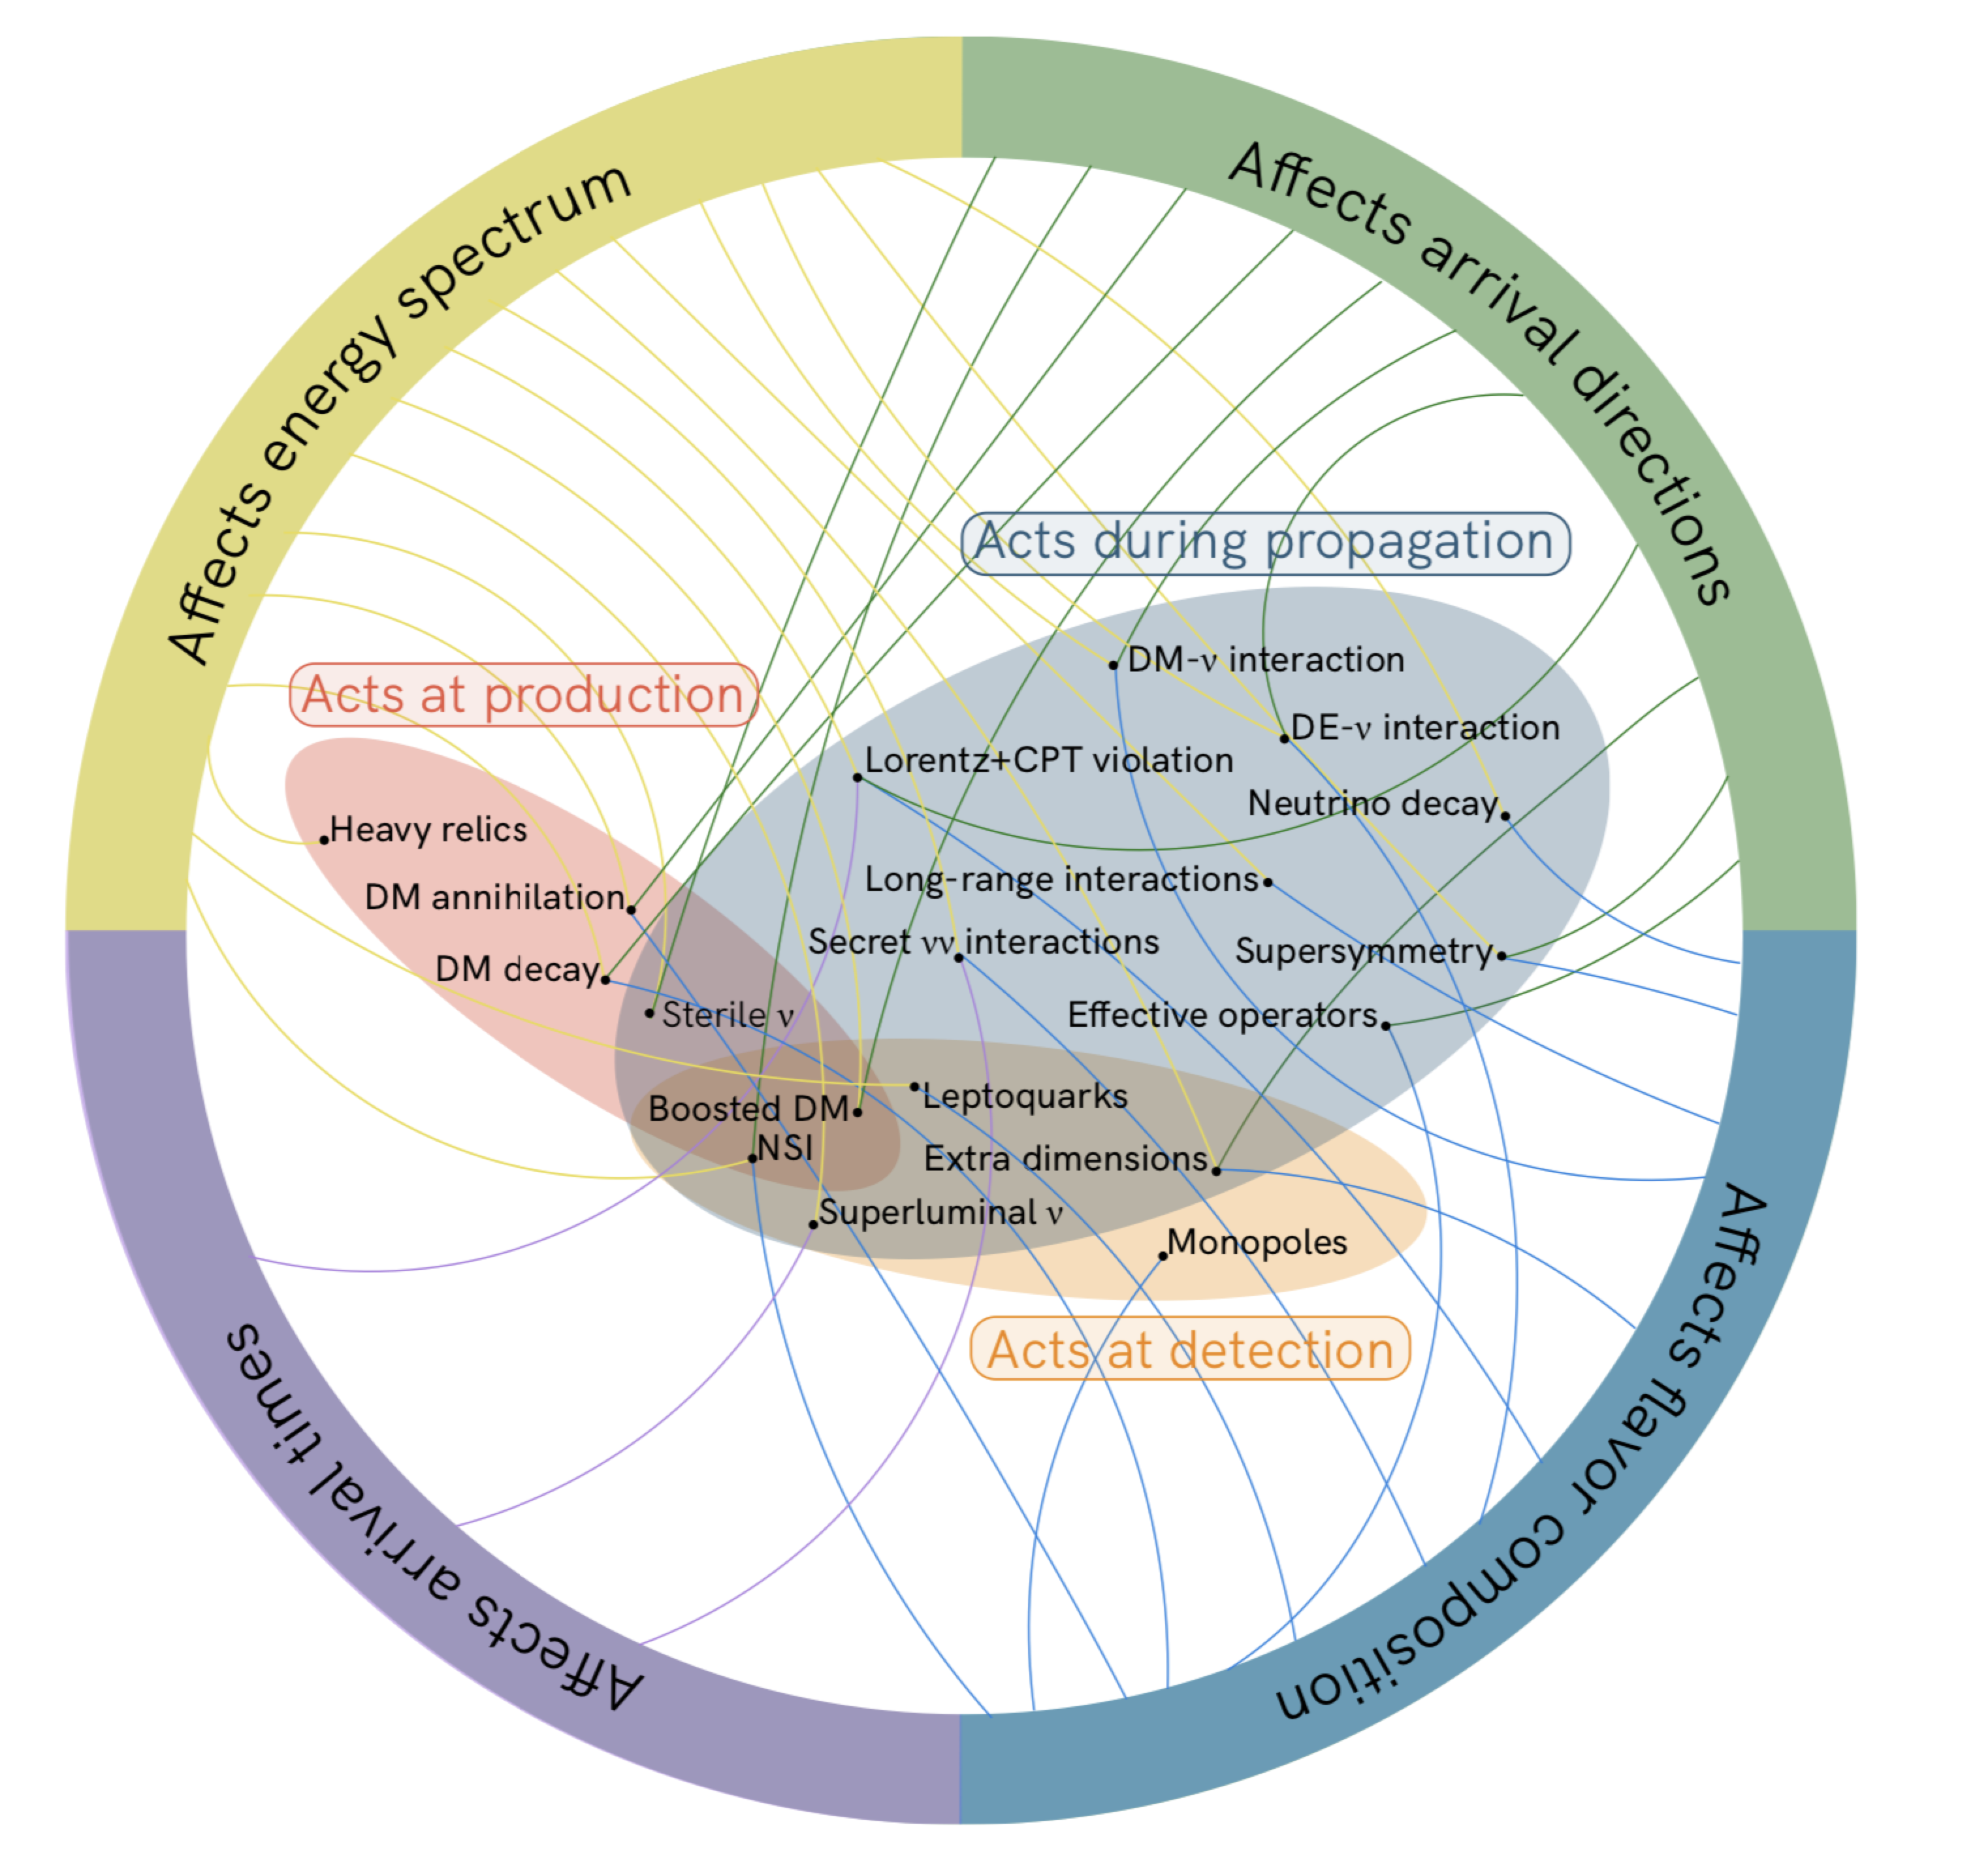 Affects energy spectrum
Affects arrival directions
Acts during propagation
DM-ν interaction
Acts at production
DE-ν interaction
Lorentz+CPT violation
Neutrino decay
Heavy relics
Long-range interactions
DM annihilation
Secret νν interactions
Supersymmetry
DM decay
Sterile ν
Effective operators
Leptoquarks
Boosted DM
NSI
Extra dimensions
Superluminal ν
Monopoles
Acts at detection
Affects arrival times
Affects flavor composition